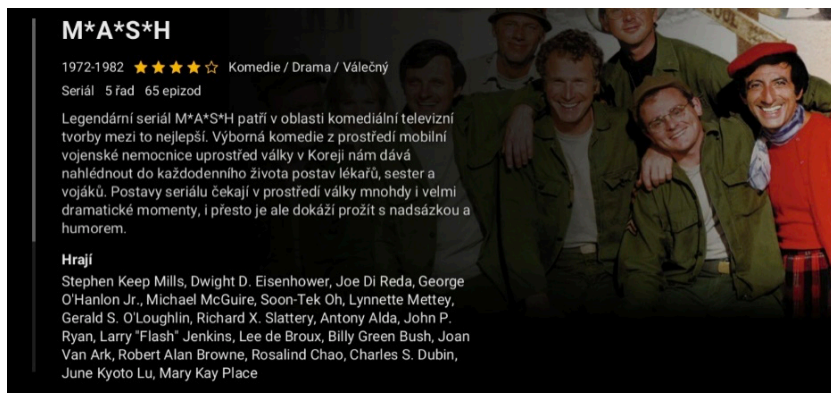 M*A*S*H
1972-1982 ★★★★☆ Komedie / Drama / Válečný
Seriál 5 řad 65 epizod
Legendární seriál M*A*S*H patří v oblasti komediální televizní
tvorby mezi to nejlepší. Výborná komedie z prostředí mobilní
vojenské nemocnice uprostřed války v Koreji nám dává
nahlédnout do každodenního života postav lékařů, sester a
vojáků. Postavy seriálu čekají v prostředí války mnohdy i velmi
dramatické momenty, i přesto je ale dokáží prožít s nadsázkou a
humorem.
Hrají
Stephen Keep Mills, Dwight D. Eisenhower, Joe Di Reda, George
O'Hanlon Jr., Michael McGuire, Soon-Tek Oh, Lynnette Mettey,
Gerald S. O'Loughlin, Richard X. Slattery, Antony Alda, John P.
Ryan, Larry "Flash" Jenkins, Lee de Broux, Billy Green Bush, Joan
Van Ark, Robert Alan Browne, Rosalind Chao, Charles S. Dubin,
June Kyoto Lu, Mary Kay Place